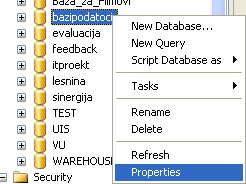 Baza_za_Filmovi
bazipodatoci
evaluacija
feedback
itproekt
lesnina
sinergija
TEST
UIS
VU
WAREHOUS
Security
New Database...
New Query
Script Database as
Tasks
Rename
Delete
Refresh
Properties